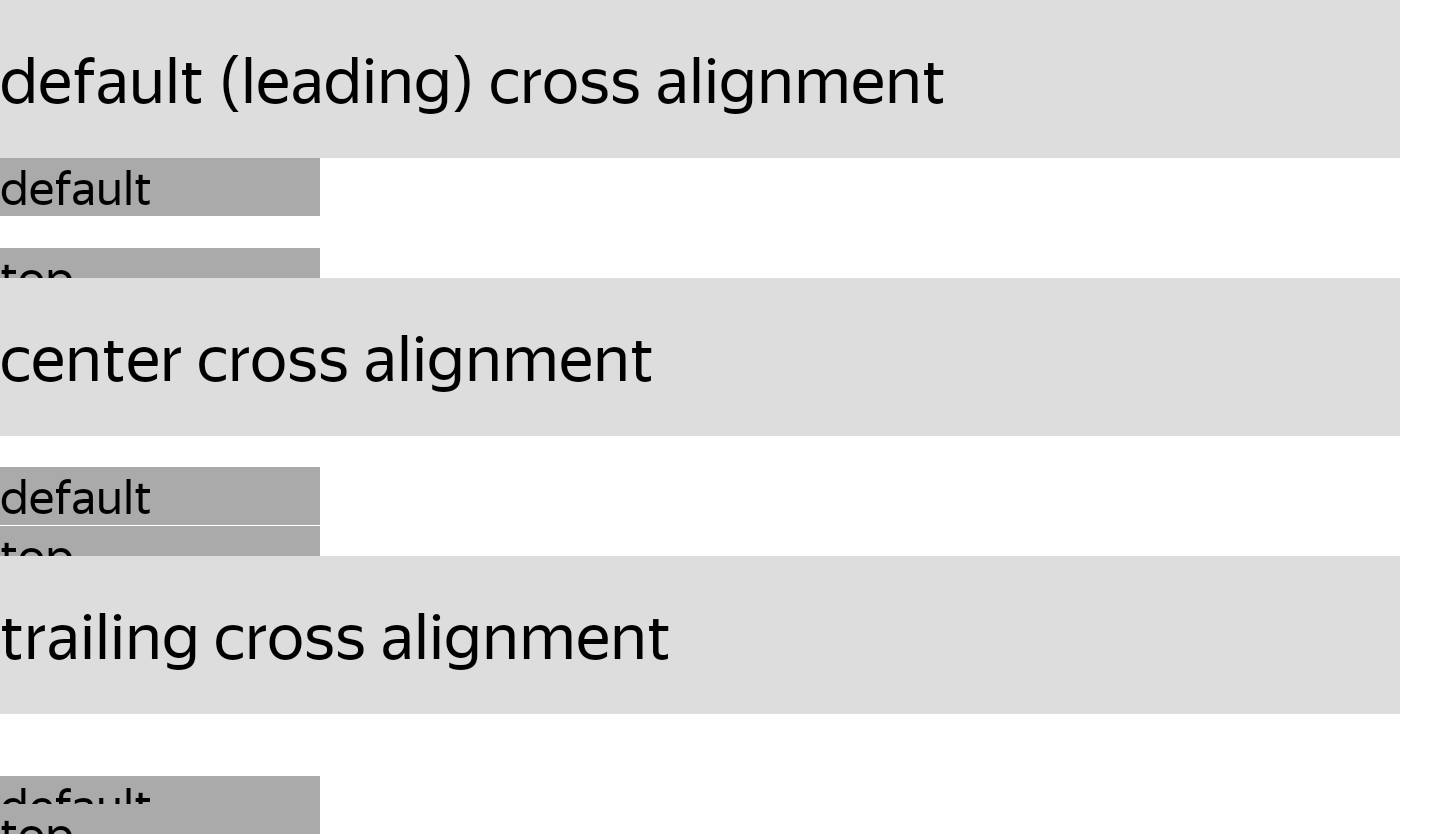 default (leading) cross alignment
default
top
center cross alignment
default
top
trailing cross alignment
default
top